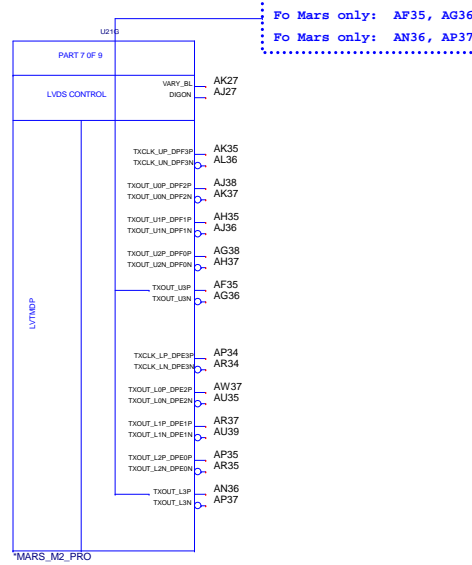 Fo Mars only: AF35, AG36
Fo Mars only: AN36, AP37
U21G
PART 7 0F 9
LVDS CONTROL
VARY_BL AK27
DIGON AJ27
TXCLK_UP_DPF3P AK35
TXCLK_UN_DPF3N AL36
TXOUT_U0P_DPF2P AJ38
TXOUT_U0N_DPF2N AK37
TXOUT_U1P_DPF1P AH35
TXOUT_U1N_DPF1N AJ36
TXOUT_U2P_DPF0P AG38
TXOUT_U2N_DPF0N AH37
TXOUT_U3P AF35
TXOUT_U3N AG36
LVTMDP
TXCLK_LP_DPE3P AP34
TXCLK_LN_DPE3N AR34
TXOUT_L0P_DPE2P AW37
TXOUT_L0N_DPE2N AU35
TXOUT_L1P_DPE1P AR37
TXOUT_L1N_DPE1N AU39
TXOUT_L2P_DPE0P AP35
TXOUT_L2N_DPE0N AR35
TXOUT_L3P AN36
TXOUT_L3N AP37
*MARS_M2_PRO